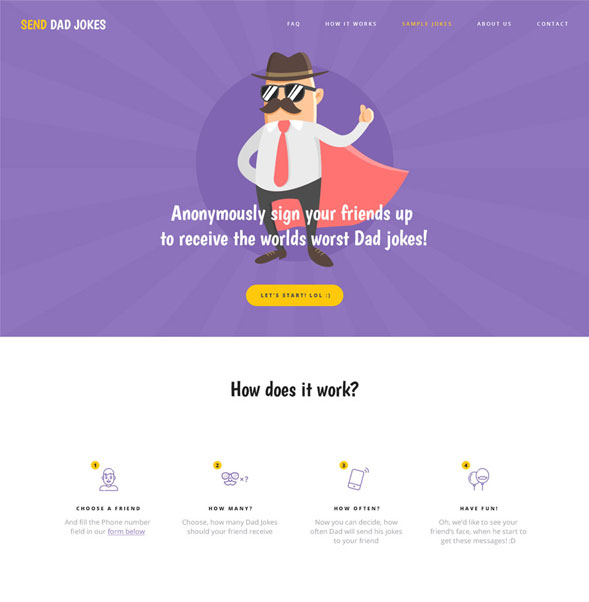 SEND DAD JOKES
FAQ HOW IT WORKS SAMPLE JOKES ABOUT US CONTACT
Anonymously sign your friends up
to receive the worlds worst Dad jokes!
LET'S START! LOL :)
How does it work?
1
CHOOSE A FRIEND
And fill the Phone number
field in our form below
2
×?
HOW MANY?
Choose, how many Dad Jokes
should your friend receive
3
HOW OFTEN?
Now you can decide, how
often Dad will send his jokes
to your friend
4
HAVE FUN!
Oh, we'd like to see your
friend's face, when he start to
get these messages! :D